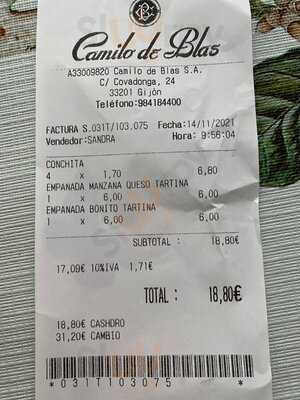 Camilo de Blas
A33009820 Camilo de Blas S.A.
C/ Covadonga, 24
33201 Gijón
Teléfono:984184400
FACTURA S.031T/103.075 Fecha:14/11/2021
Vendedor:SANDRA Hora: 9:56:04
CONCHITA
4 x 1,70 6,80
EMPANADA MANZANA QUESO TARTINA
1 x 6,00 6,00
EMPANADA BONITO TARTINA
1 x 6,00 6,00
SUBTOTAL : 18,80€
17,09€ 10%IVA 1,71€
TOTAL : 18,80€
18,80€ CASHDRO
31,20€ CAMBIO
*031T103075*